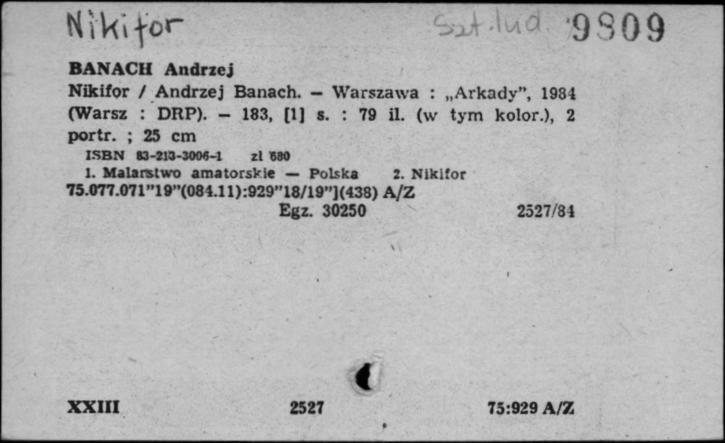 Nikifor Szt. lud. 9809
BANACH Andrzej
Nikifor / Andrzej Banach. — Warszawa : „Arkady”, 1984
(Warsz : DRP). — 183, [1] s. : 79 il. (w tym kolor.), 2
portr. ; 25 cm
ISBN 83-213-3006-1 zł 680
1. Malarstwo amatorskie — Polska 2. Nikifor
75.077.071”19”(084.11):929”18/19”](438) A/Z
Egz. 30250 2527/84
XXIII 2527 75:929 A/Z